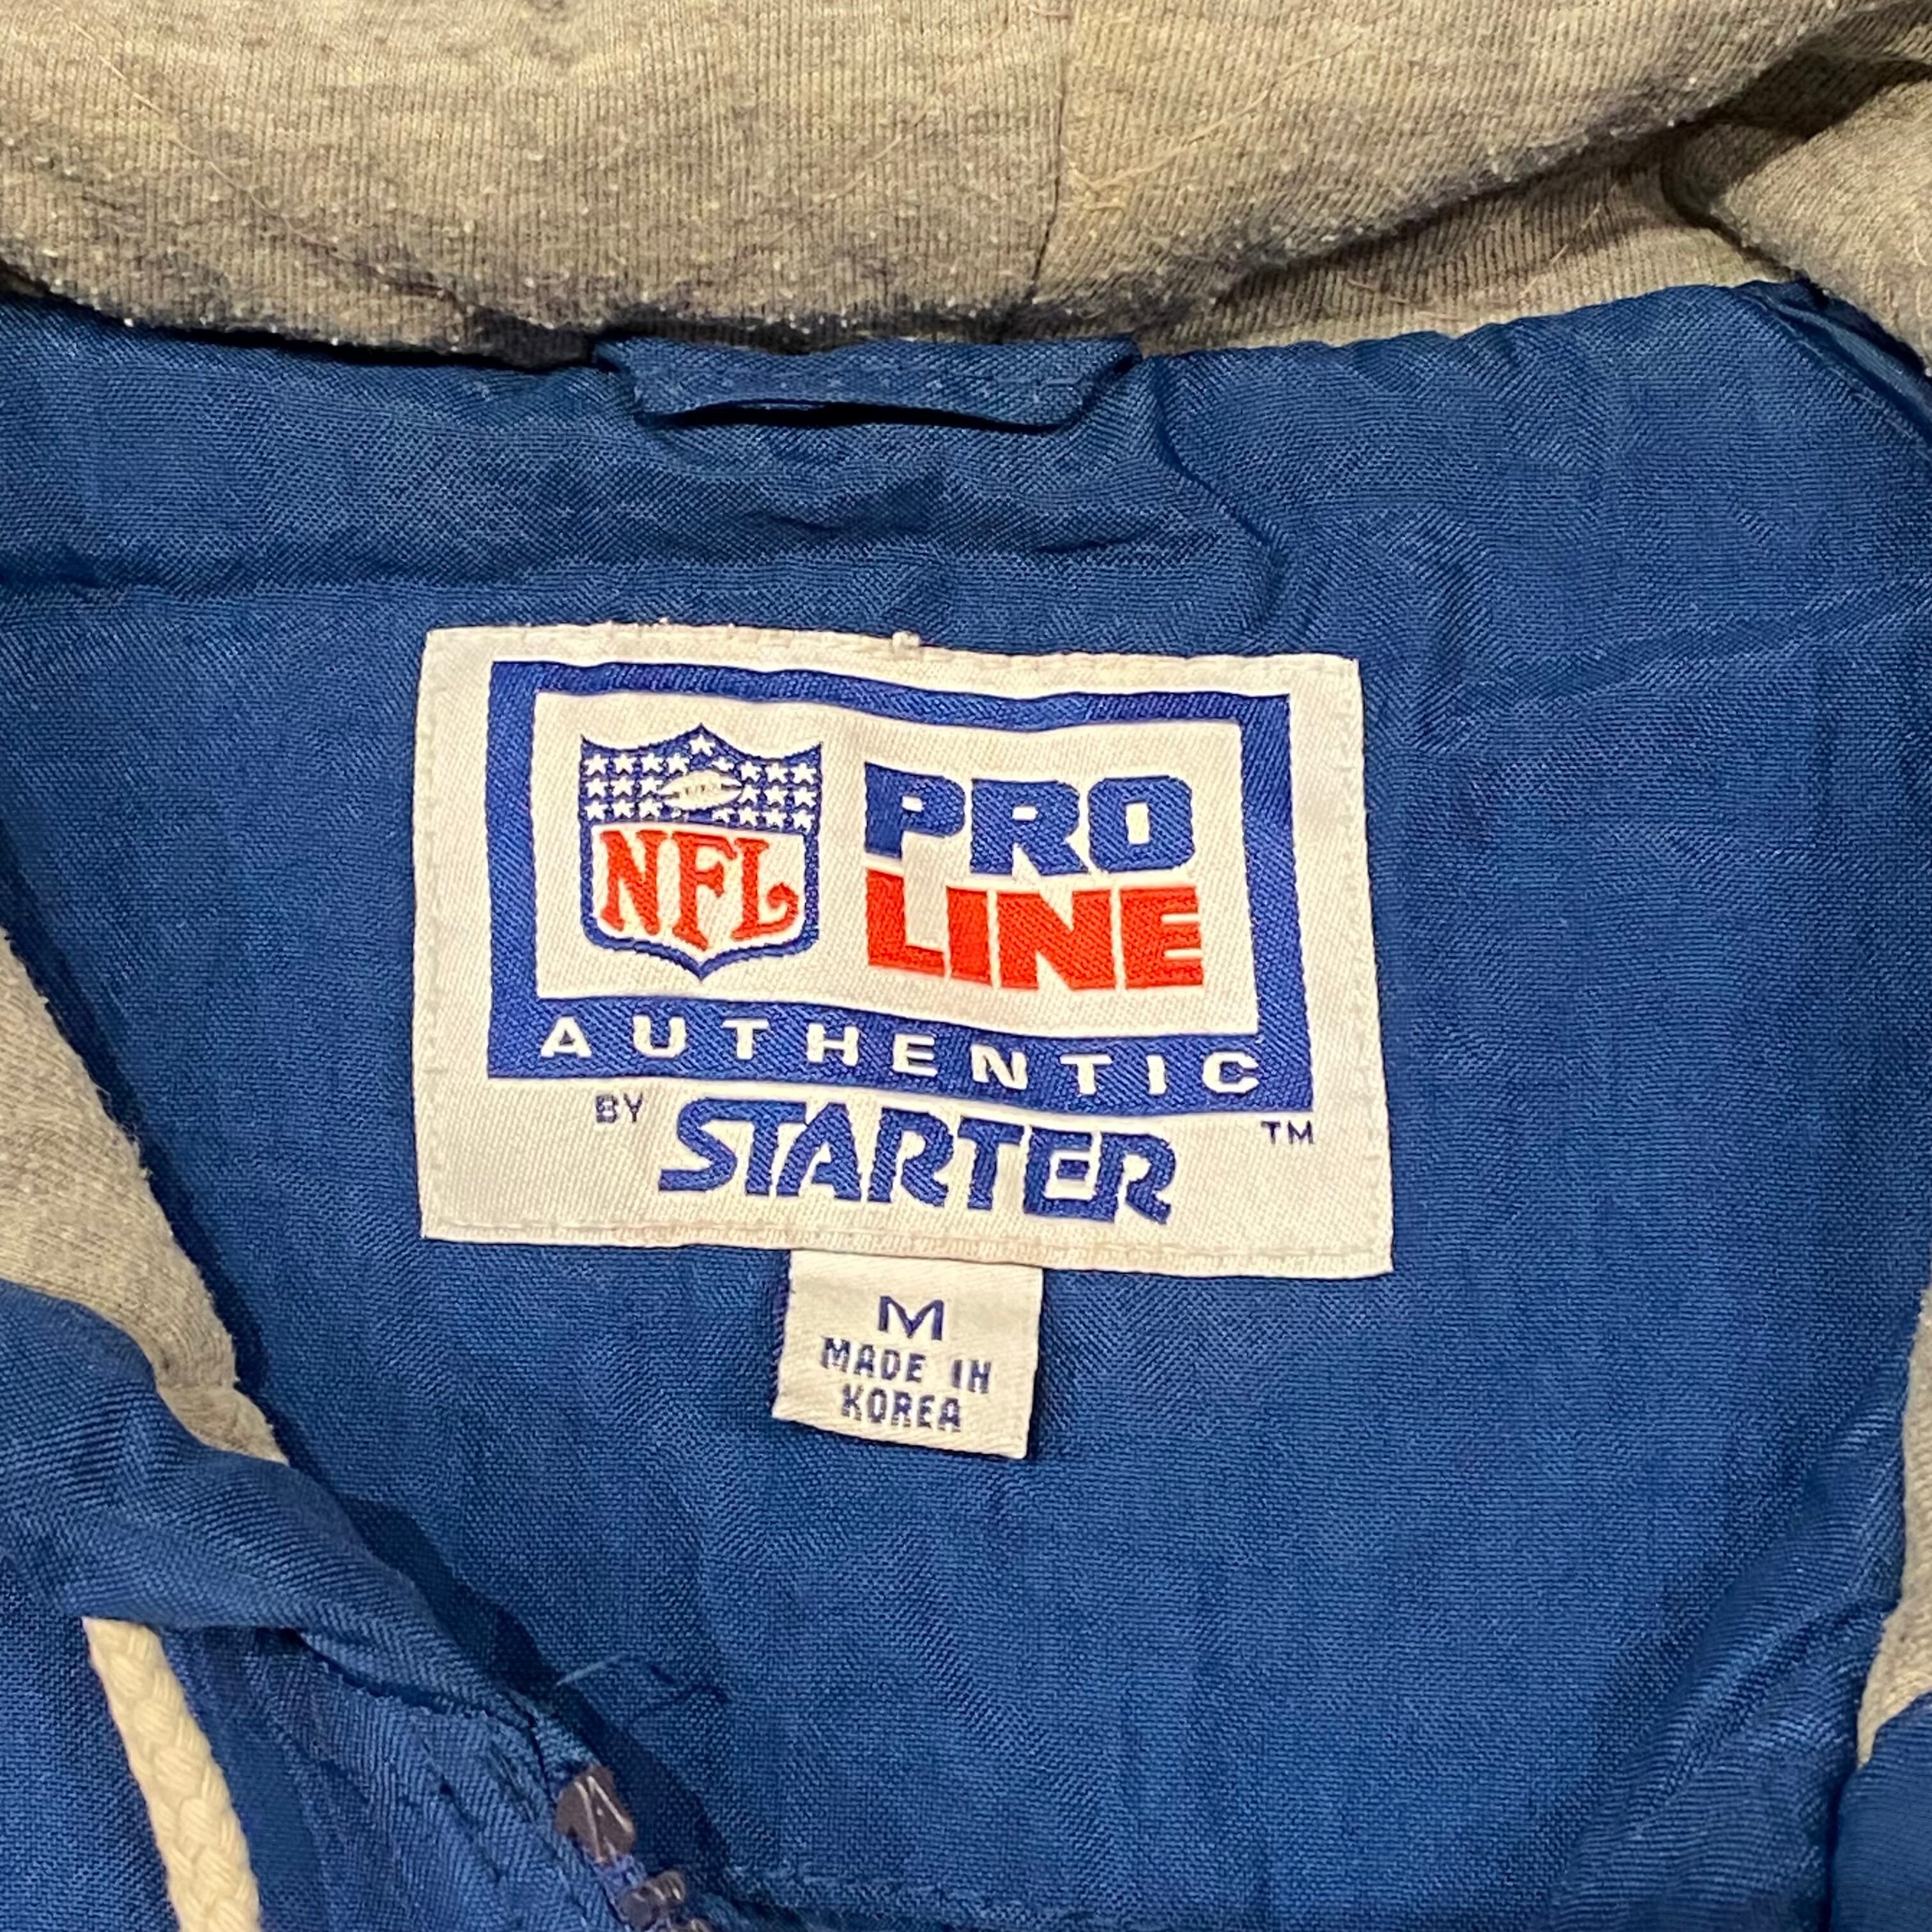 NFL
PRO
LINE
AUTHENTIC
BY STARTER ™
M
MADE IN
KOREA